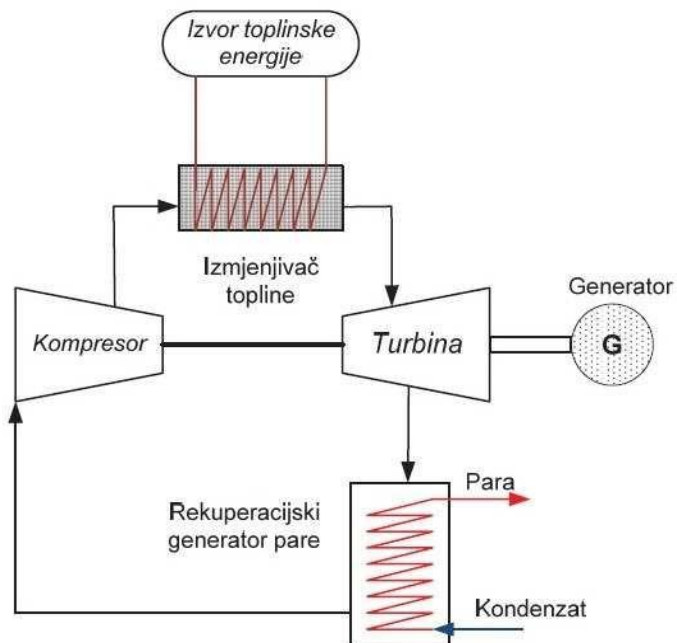 Izvor toplinske
energije
Izmjenjivač
topline
Generator
Kompresor
Turbina
G
Para
Rekuperacijski
generator pare
Kondenzat